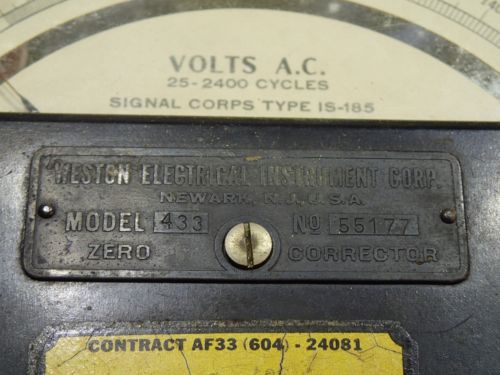 VOLTS A.C.
25-2400 CYCLES
SIGNAL CORPS TYPE IS-185
WESTON ELECTRICAL INSTRUMENT CORP.
NEWARK, N.J., U.S.A.
MODEL 433 No 55177
ZERO CORRECTOR
CONTRACT AF33 (604) - 24081